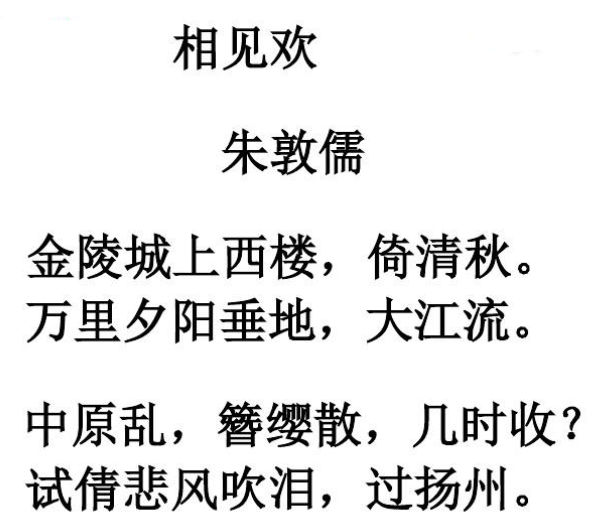 相见欢
朱敦儒
金陵城上西楼，倚清秋。
万里夕阳垂地，大江流。
中原乱，簪缨散，几时收？
试倩悲风吹泪，过扬州。